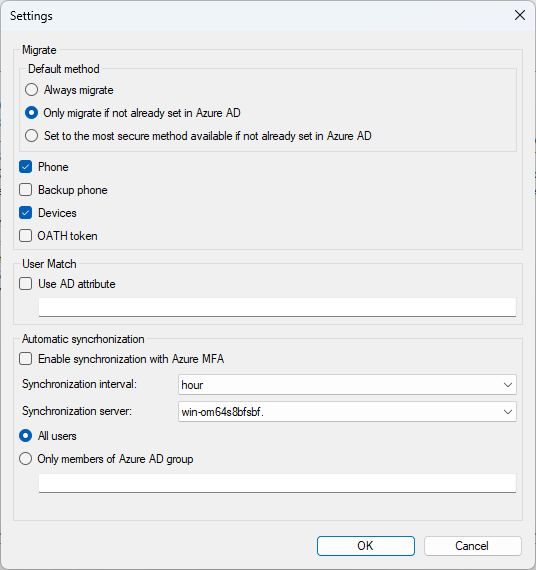 Settings
Migrate
Default method
Always migrate
Only migrate if not already set in Azure AD
Set to the most secure method available if not already set in Azure AD
Phone
Backup phone
Devices
OATH token
User Match
Use AD attribute
Automatic syncrhonization
Enable synchronization with Azure MFA
Synchronization interval: hour
Synchronization server: win-om64s8bfsbf.
All users
Only members of Azure AD group
OK Cancel